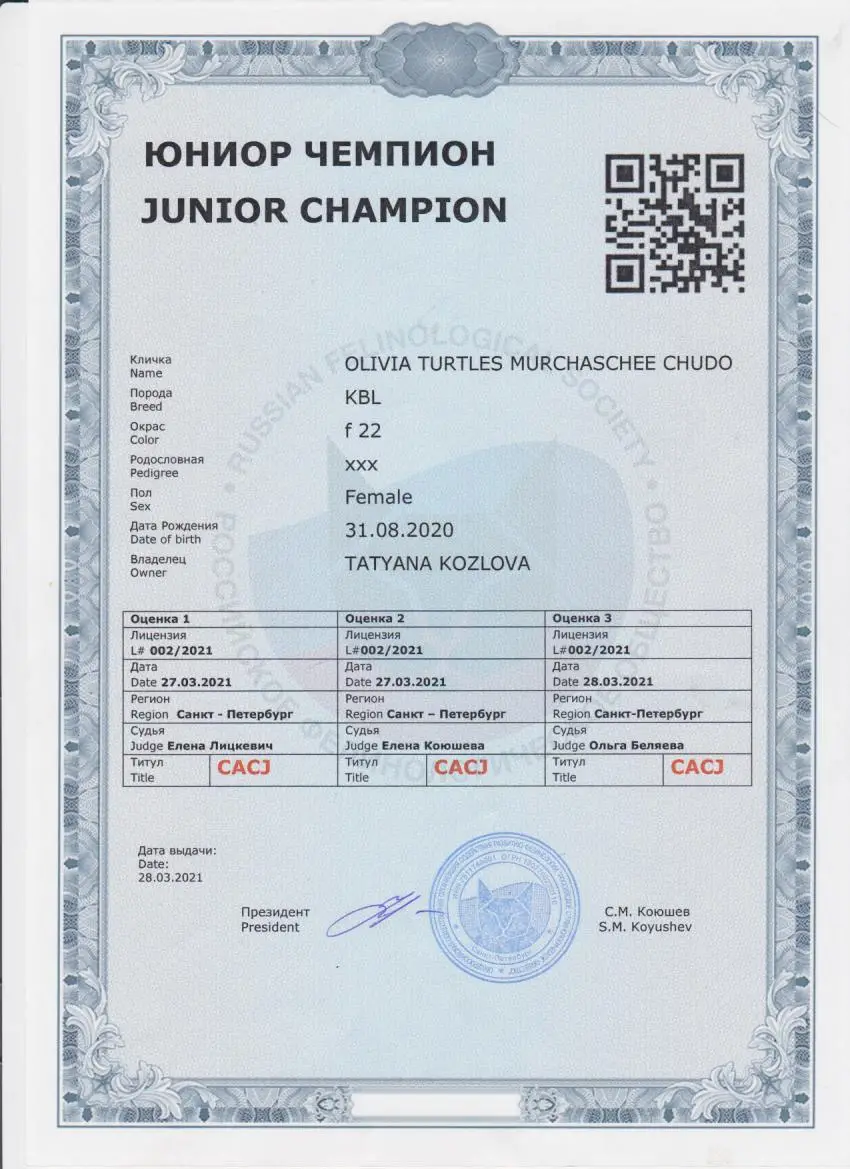 ЮНИОР ЧЕМПИОН
JUNIOR CHAMPION
RUSSIAN FELINOLOGICAL SOCIETY
Кличка
Name
OLIVIA TURTLES MURCHASCHEE CHUDO
Порода
Breed
KBL
Окрас
Color
f 22
Родословная
Pedigree
xxx
Пол
Sex
Female
Дата Рождения
Date of birth
31.08.2020
Владелец
Owner
TATYANA KOZLOVA
Оценка 1 Оценка 2 Оценка 3
Лицензия Лицензия Лицензия
L# 002/2021 L#002/2021 L#002/2021
Дата Дата Дата
Date 27.03.2021 Date 27.03.2021 Date 28.03.2021
Регион Регион Регион
Region Санкт - Петербург Region Санкт – Петербург Region Санкт-Петербург
Судья Судья Судья
Judge Елена Лицкевич Judge Елена Коюшева Judge Ольга Беляева
Титул CACJ Титул CACJ Титул CACJ
Title Title Title
Дата выдачи:
Date:
28.03.2021
Президент
President
С.М. Коюшев
S.M. Koyushev
Санкт-Петербург